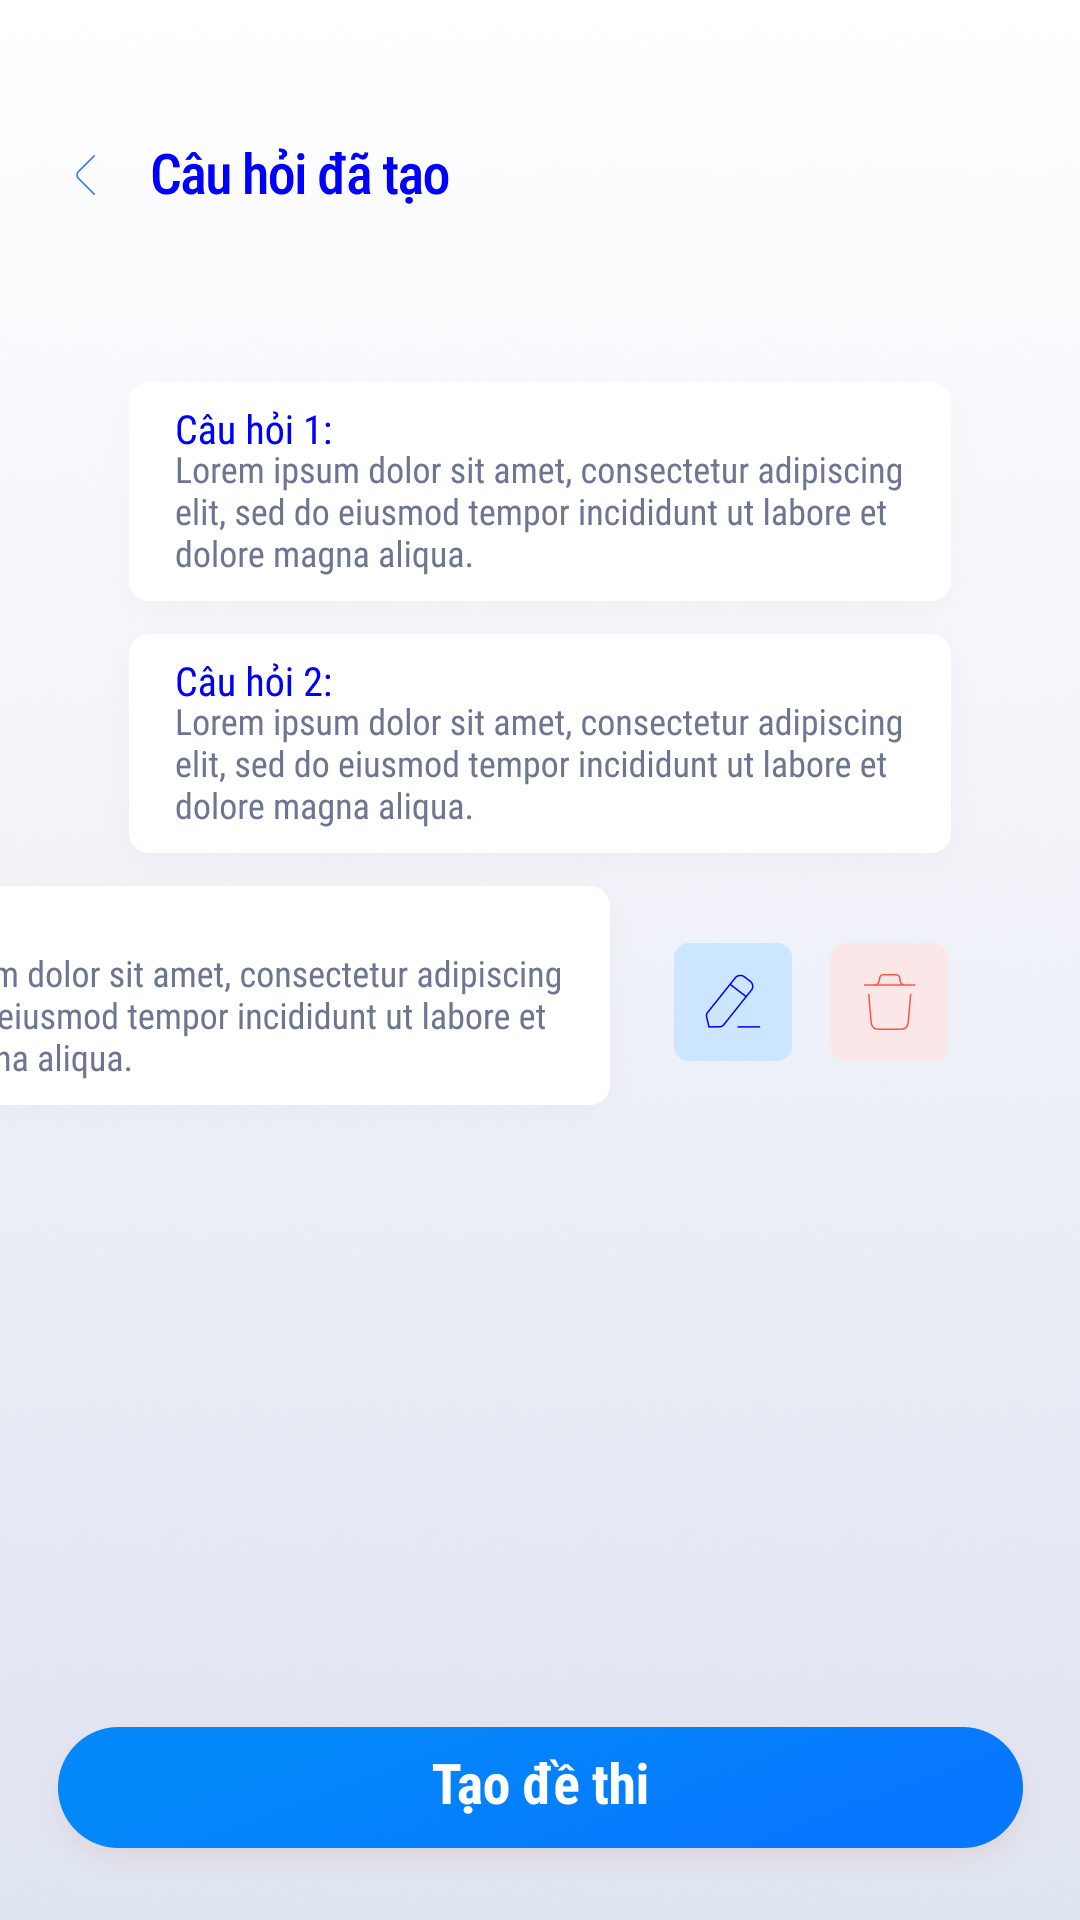 Câu hỏi đã tạo
Câu hỏi 1:
Lorem ipsum dolor sit amet, consectetur adipiscing
elit, sed do eiusmod tempor incididunt ut labore et
dolore magna aliqua.
Câu hỏi 2:
Lorem ipsum dolor sit amet, consectetur adipiscing
elit, sed do eiusmod tempor incididunt ut labore et
dolore magna aliqua.
dolor sit amet, consectetur adipiscing
eiusmod tempor incididunt ut labore et
aliqua.
Tạo đề thi